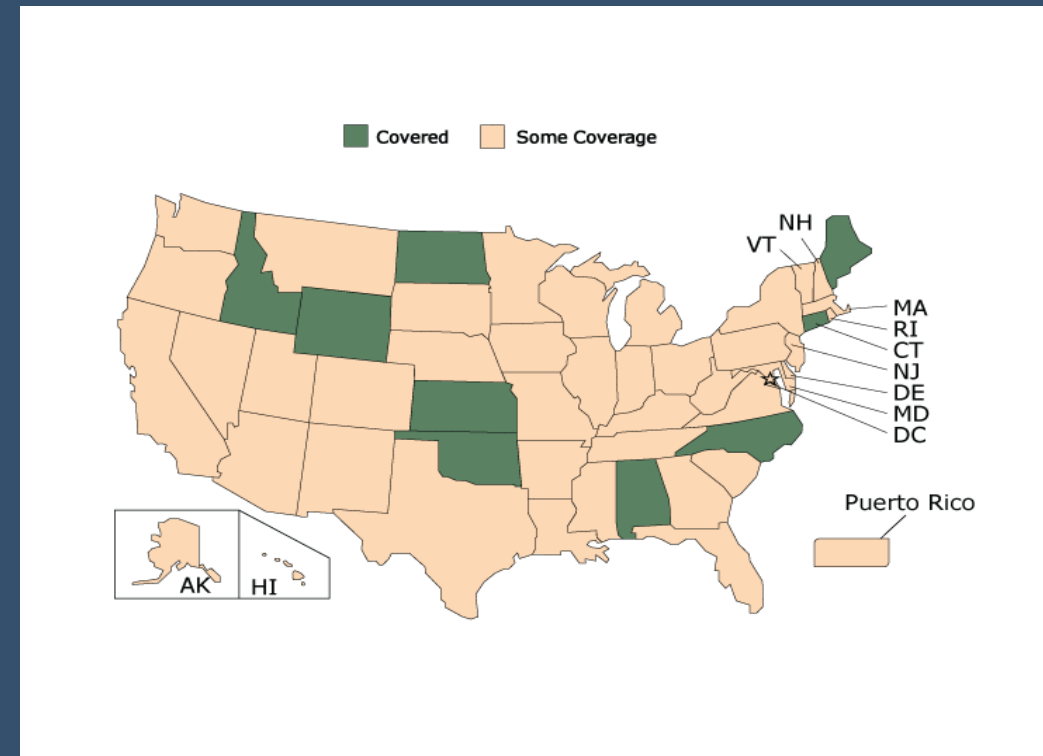 Covered Some Coverage
NH
VT
MA
RI
CT
NJ
DE
MD
DC
Puerto Rico
AK
HI